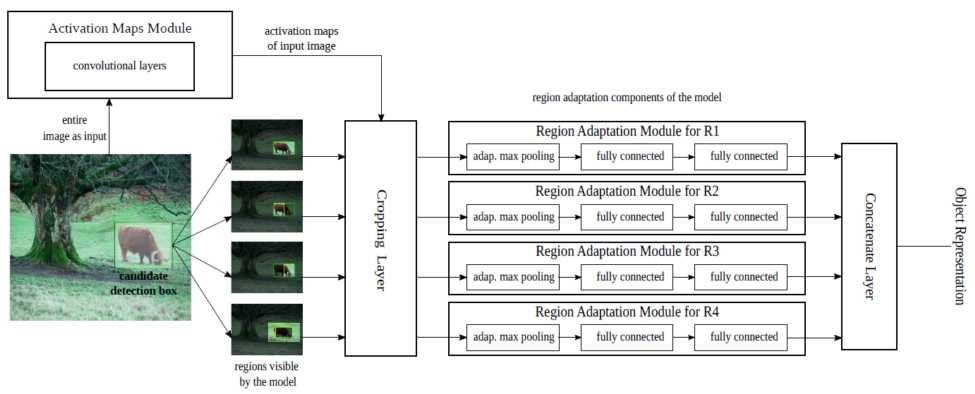 Activation Maps Module
convolutional layers
activation maps
of input image
entire
image as input
candidate
detection box
regions visible
by the model
Cropping Layer
region adaptation components of the model
Region Adaptation Module for R1
adap. max pooling
fully connected
fully connected
Region Adaptation Module for R2
adap. max pooling
fully connected
fully connected
Region Adaptation Module for R3
adap. max pooling
fully connected
fully connected
Region Adaptation Module for R4
adap. max pooling
fully connected
fully connected
Concatenate Layer
Object Representation